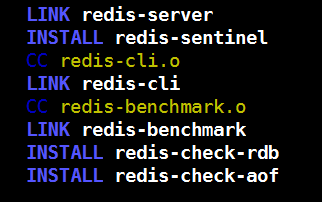 LINK redis-server
INSTALL redis-sentinel
CC redis-cli.o
LINK redis-cli
CC redis-benchmark.o
LINK redis-benchmark
INSTALL redis-check-rdb
INSTALL redis-check-aof